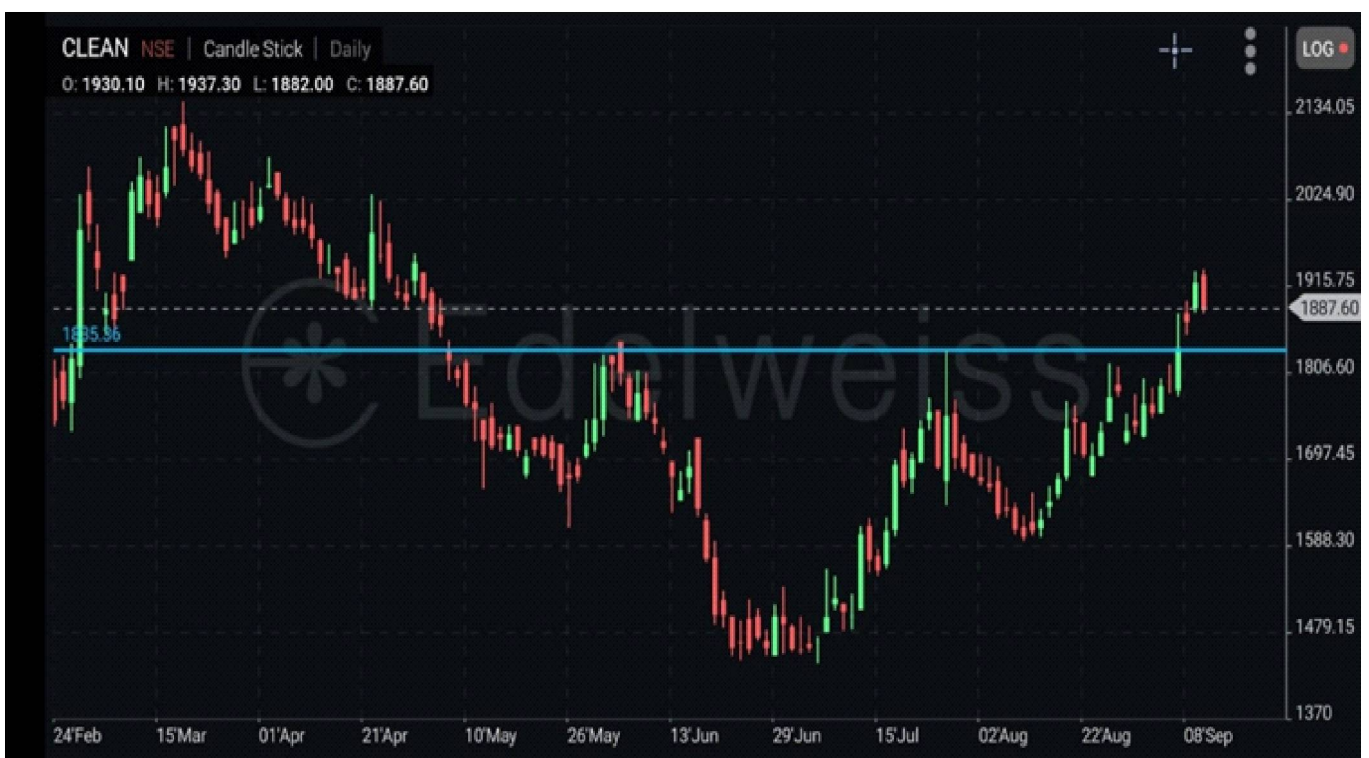 CLEAN NSE | Candle Stick | Daily
LOG
O: 1930.10 H: 1937.30 L: 1882.00 C: 1887.60
2134.05
2024.90
1915.75
1887.60
1835.36
1806.60
Edelweiss
1697.45
1588.30
1479.15
1370
24'Feb 15'Mar 01'Apr 21'Apr 10'May 26'May 13'Jun 29'Jun 15'Jul 02'Aug 22'Aug 08'Sep